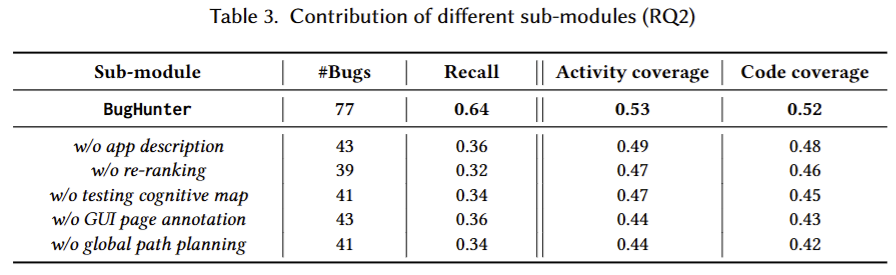 Table 3. Contribution of different sub-modules (RQ2)
Sub-module #Bugs Recall Activity coverage Code coverage
BugHunter 77 0.64 0.53 0.52
w/o app description 43 0.36 0.49 0.48
w/o re-ranking 39 0.32 0.47 0.46
w/o testing cognitive map 41 0.34 0.47 0.45
w/o GUI page annotation 43 0.36 0.44 0.43
w/o global path planning 41 0.34 0.44 0.42